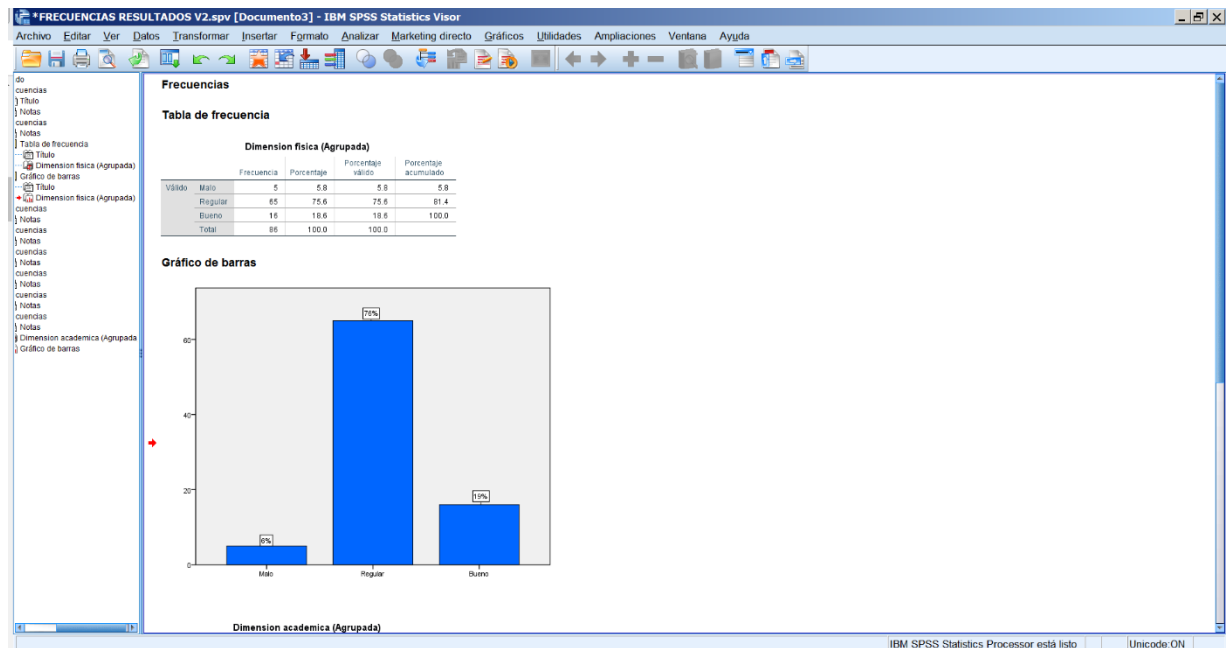 *FRECUENCIAS RESULTADOS V2.spv [Documento3] - IBM SPSS Statistics Visor
Archivo Editar Ver Datos Transformar Insertar Formato Analizar Marketing directo Gráficos Utilidades Ampliaciones Ventana Ayuda
do
cuencias
Título
Notas
cuencias
Notas
Tabla de frecuencia
Título
Dimension fisica (Agrupada)
Gráfico de barras
Título
Dimension fisica (Agrupada)
cuencias
Notas
cuencias
Notas
cuencias
Notas
cuencias
Notas
cuencias
Notas
cuencias
Notas
Dimension academica (Agrupada
Gráfico de barras
Frecuencias
Tabla de frecuencia
Dimension fisica (Agrupada)
Frecuencia Porcentaje Porcentaje válido Porcentaje acumulado
Válido Malo 5 5.8 5.8 5.8
Regular 65 75.6 75.6 81.4
Bueno 16 18.6 18.6 100.0
Total 86 100.0 100.0
Gráfico de barras
60
40
20
0
6%
76%
19%
Malo Regular Bueno
Dimension academica (Agrupada)
IBM SPSS Statistics Processor está listo Unicode:ON